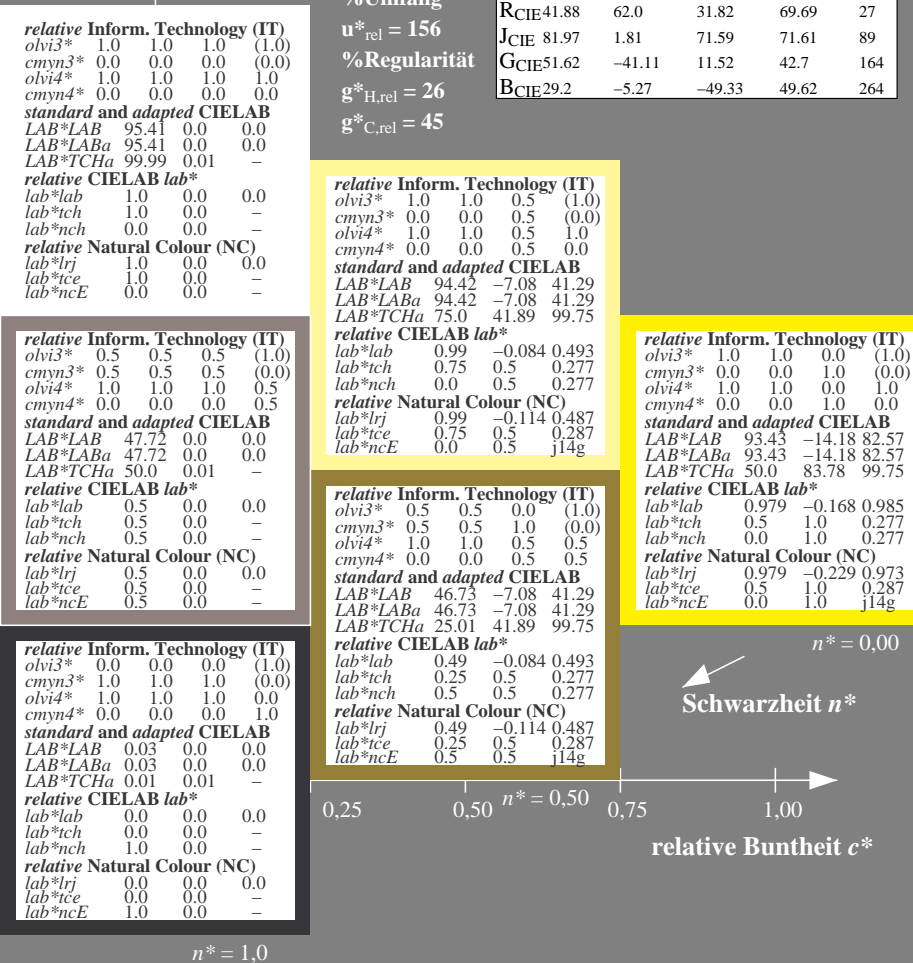 %Umfang
u*rel = 156
%Regularität
g*H,rel = 26
g*C,rel = 45
RCIE 41.88 62.0 31.82 69.69 27
JCIE 81.97 1.81 71.59 71.61 89
GCIE 51.62 −41.11 11.52 42.7 164
BCIE 29.2 −5.27 −49.33 49.62 264
relative Inform. Technology (IT)
olvi3* 1.0 1.0 1.0 (1.0)
cmyn3* 0.0 0.0 0.0 (0.0)
olvi4* 1.0 1.0 1.0 1.0
cmyn4* 0.0 0.0 0.0 0.0
standard and adapted CIELAB
LAB*LAB 95.41 0.0 0.0
LAB*LABa 95.41 0.0 0.0
LAB*TCHa 99.99 0.01 –
relative CIELAB lab*
lab*lab 1.0 0.0 0.0
lab*tch 1.0 0.0 –
lab*nch 0.0 0.0 –
relative Natural Colour (NC)
lab*lrj 1.0 0.0 0.0
lab*tce 1.0 0.0 –
lab*ncE 0.0 0.0 –
relative Inform. Technology (IT)
olvi3* 1.0 1.0 0.5 (1.0)
cmyn3* 0.0 0.0 0.5 (0.0)
olvi4* 1.0 1.0 0.5 1.0
cmyn4* 0.0 0.0 0.5 0.0
standard and adapted CIELAB
LAB*LAB 94.42 −7.08 41.29
LAB*LABa 94.42 −7.08 41.29
LAB*TCHa 75.0 41.89 99.75
relative CIELAB lab*
lab*lab 0.99 −0.084 0.493
lab*tch 0.75 0.5 0.277
lab*nch 0.0 0.5 0.277
relative Natural Colour (NC)
lab*lrj 0.99 −0.114 0.487
lab*tce 0.75 0.5 0.287
lab*ncE 0.0 0.5 j14g
relative Inform. Technology (IT)
olvi3* 0.5 0.5 0.5 (1.0)
cmyn3* 0.5 0.5 0.5 (0.0)
olvi4* 1.0 1.0 1.0 0.5
cmyn4* 0.0 0.0 0.0 0.5
standard and adapted CIELAB
LAB*LAB 47.72 0.0 0.0
LAB*LABa 47.72 0.0 0.0
LAB*TCHa 50.0 0.01 –
relative CIELAB lab*
lab*lab 0.5 0.0 0.0
lab*tch 0.5 0.0 –
lab*nch 0.5 0.0 –
relative Natural Colour (NC)
lab*lrj 0.5 0.0 0.0
lab*tce 0.5 0.0 –
lab*ncE 0.5 0.0 –
relative Inform. Technology (IT)
olvi3* 1.0 1.0 0.0 (1.0)
cmyn3* 0.0 0.0 1.0 (0.0)
olvi4* 1.0 1.0 0.0 1.0
cmyn4* 0.0 0.0 1.0 0.0
standard and adapted CIELAB
LAB*LAB 93.43 −14.18 82.57
LAB*LABa 93.43 −14.18 82.57
LAB*TCHa 50.0 83.78 99.75
relative CIELAB lab*
lab*lab 0.979 −0.168 0.985
lab*tch 0.5 1.0 0.277
lab*nch 0.0 1.0 0.277
relative Natural Colour (NC)
lab*lrj 0.979 −0.229 0.973
lab*tce 0.5 1.0 0.287
lab*ncE 0.0 1.0 j14g
relative Inform. Technology (IT)
olvi3* 0.5 0.5 0.0 (1.0)
cmyn3* 0.5 0.5 1.0 (0.0)
olvi4* 1.0 1.0 0.5 0.5
cmyn4* 0.0 0.0 0.5 0.5
standard and adapted CIELAB
LAB*LAB 46.73 −7.08 41.29
LAB*LABa 46.73 −7.08 41.29
LAB*TCHa 25.01 41.89 99.75
relative CIELAB lab*
lab*lab 0.49 −0.084 0.493
lab*tch 0.25 0.5 0.277
lab*nch 0.5 0.5 0.277
relative Natural Colour (NC)
lab*lrj 0.49 −0.114 0.487
lab*tce 0.25 0.5 0.287
lab*ncE 0.5 0.5 j14g
relative Inform. Technology (IT)
olvi3* 0.0 0.0 0.0 (1.0)
cmyn3* 1.0 1.0 1.0 (0.0)
olvi4* 1.0 1.0 1.0 0.0
cmyn4* 0.0 0.0 0.0 1.0
standard and adapted CIELAB
LAB*LAB 0.03 0.0 0.0
LAB*LABa 0.03 0.0 0.0
LAB*TCHa 0.01 0.01 –
relative CIELAB lab*
lab*lab 0.0 0.0 0.0
lab*tch 0.0 0.0 –
lab*nch 1.0 0.0 –
relative Natural Colour (NC)
lab*lrj 0.0 0.0 0.0
lab*tce 0.0 0.0 –
lab*ncE 1.0 0.0 –
n* = 0,00
Schwarzheit n*
0,25 0,50 n* = 0,50 0,75 1,00
relative Buntheit c*
n* = 1,0